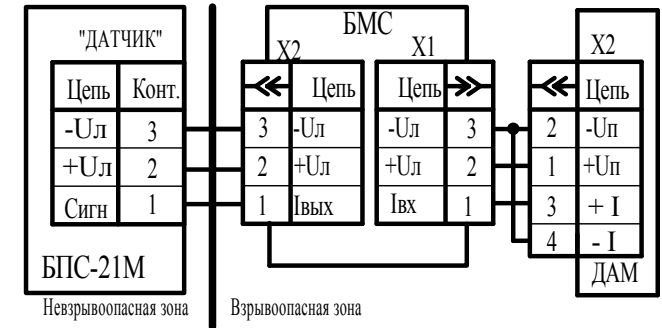 БМС
"ДАТЧИК"
X2
X1
X2
Цепь Конт.
Цепь
Цепь
Цепь
-Uл 3
3 -Uл
-Uл 3
2 -Uп
+Uл 2
2 +Uл
+Uл 2
1 +Uп
Сигн 1
1 Iвых
Iвх 1
3 + I
4 - I
БПС-21М
ДАМ
Невзрывоопасная зона
Взрывоопасная зона